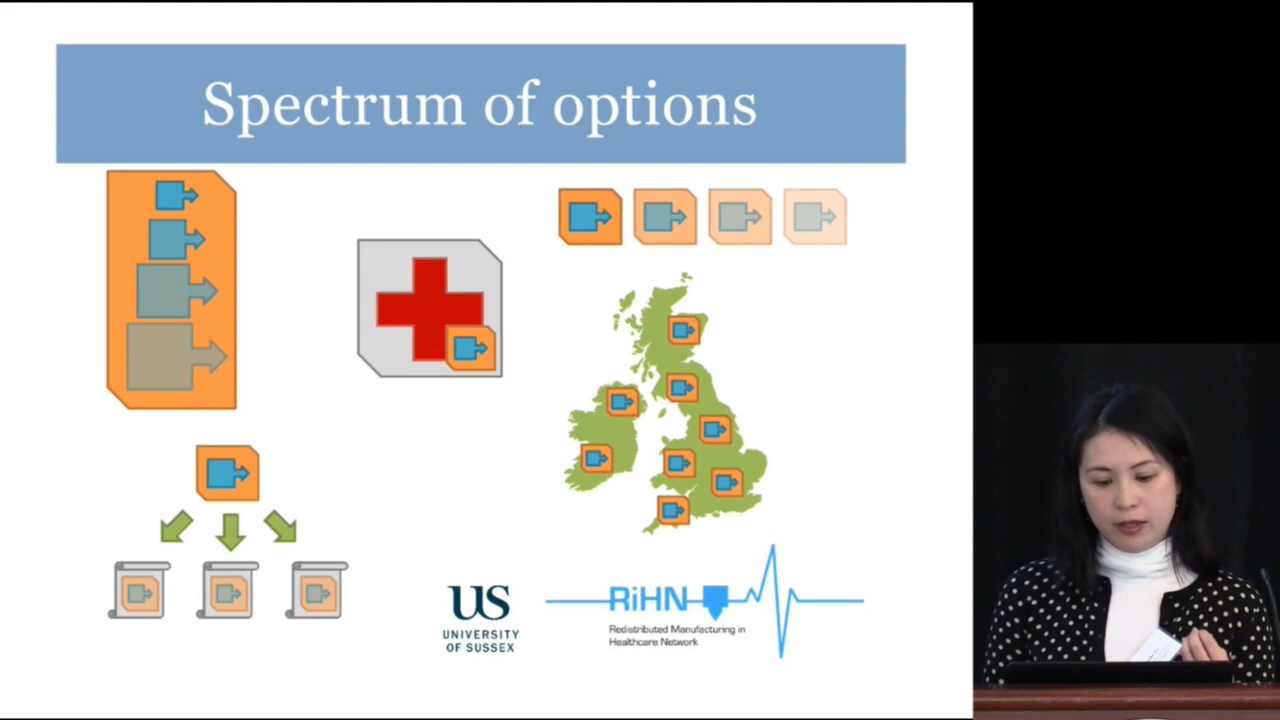 Spectrum of options
US
UNIVERSITY
OF SUSSEX
RiHN
Redistributed Manufacturing in
Healthcare Network